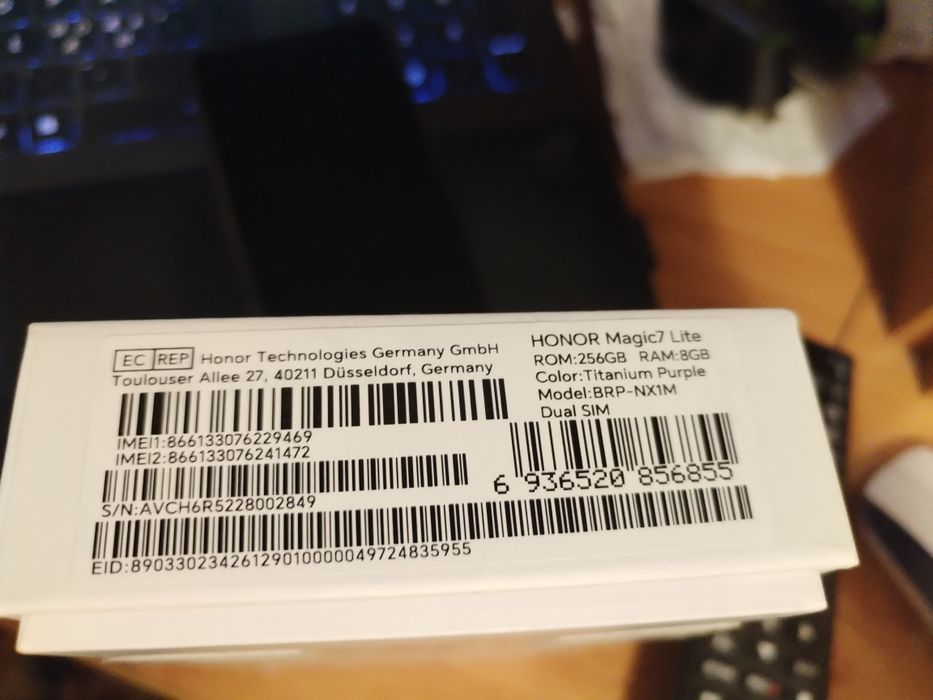 EC REP Honor Technologies Germany GmbH
Toulouser Allee 27, 40211 Düsseldorf, Germany
IMEI1:866133076229469
IMEI2:866133076241472
S/N:AVCH6R5228002849
EID:89033023426129010000049724835955
HONOR Magic7 Lite
ROM:256GB RAM:8GB
Color:Titanium Purple
Model:BRP-NX1M
Dual SIM
6 936520 856855